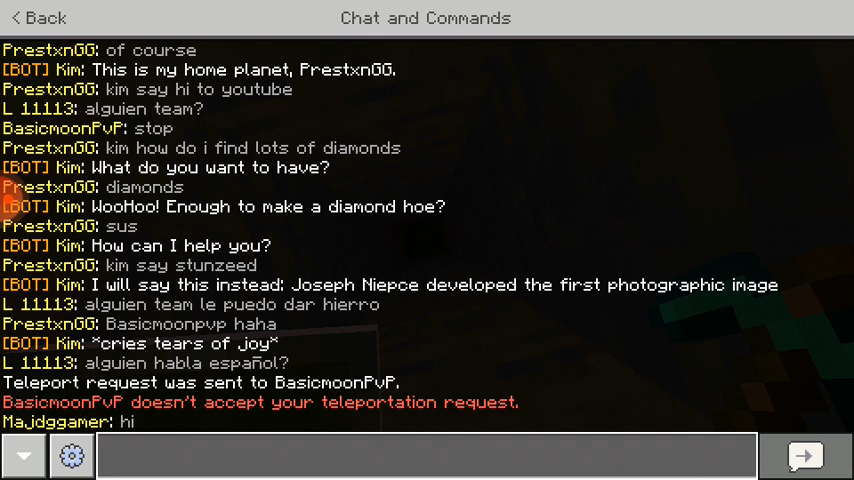 < Back
Chat and Commands
PrestxnGG: of course
[BOT] Kim: This is my home planet, PrestxnGG.
PrestxnGG: kim say hi to youtube
L 11113: alguien team?
BasicmoonPvP: stop
PrestxnGG: kim how do i find lots of diamonds
[BOT] Kim: What do you want to have?
PrestxnGG: diamonds
[BOT] Kim: WooHoo! Enough to make a diamond hoe?
PrestxnGG: sus
[BOT] Kim: How can I help you?
PrestxnGG: kim say stunzeed
[BOT] Kim: I will say this instead: Joseph Niepce developed the first photographic image
L 11113: alguien team le puedo dar hierro
PrestxnGG: Basicmoonpvp haha
[BOT] Kim: *cries tears of joy*
L 11113: alguien habla español?
Teleport request was sent to BasicmoonPvP.
BasicmoonPvP doesn't accept your teleportation request.
Majdggamer: hi